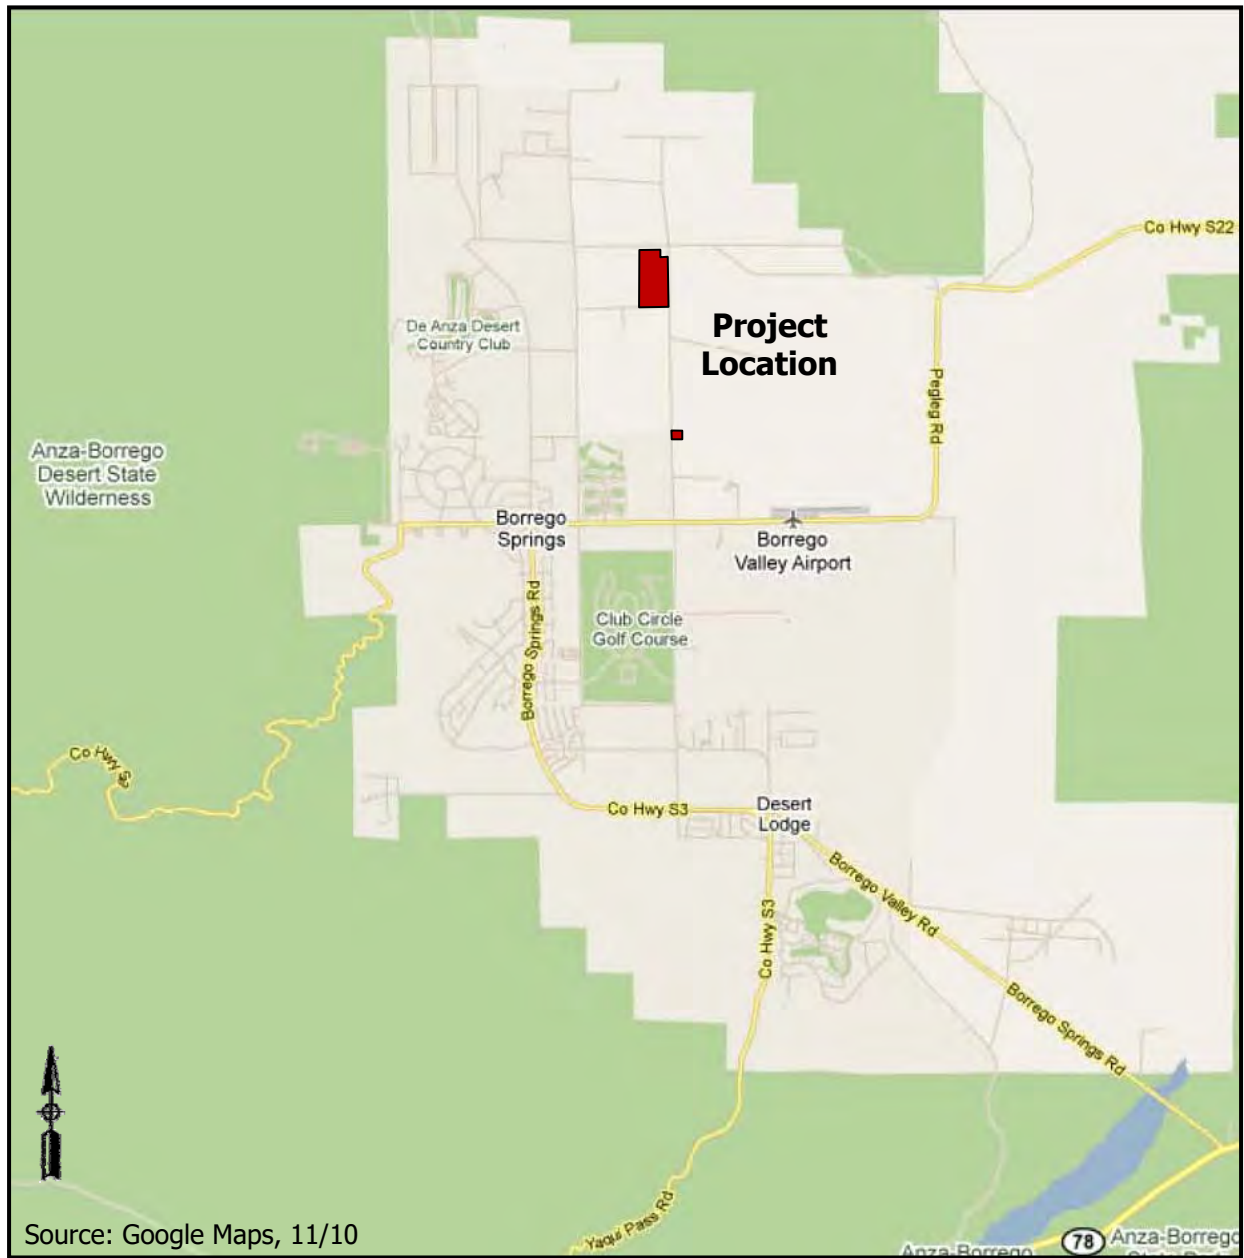 Co Hwy S22
Project
Location
De Anza Desert
Country Club
Pegleg Rd
Anza-Borrego
Desert State
Wilderness
Borrego
Springs
Borrego
Valley Airport
Club Circle
Golf Course
Borrego Springs Rd
Co Hwy S3
Desert
Lodge
Borrego Valley Rd
Co Hwy S3
Borrego Springs Rd
Yaqui Pass Rd
Source: Google Maps, 11/10
78
Anza-Borrego
Anza-Borrego